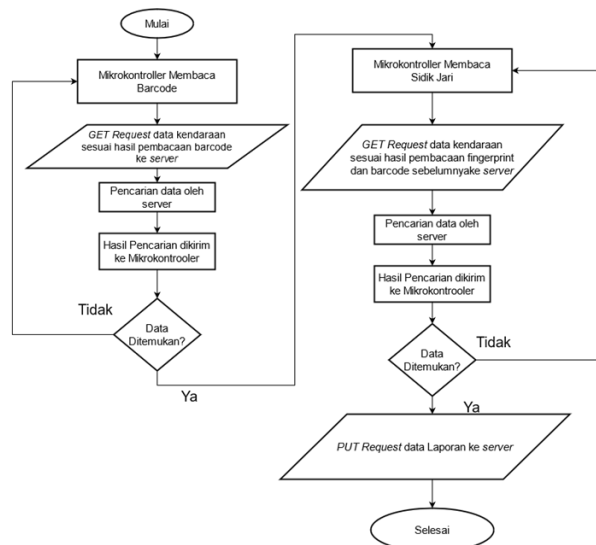 Mulai
Mikrokontroller Membaca
Barcode
GET Request data kendaraan
sesuai hasil pembacaan barcode
ke server
Pencarian data oleh
server
Hasil Pencarian dikirim
ke Mikrokontrooler
Tidak
Data
Ditemukan?
Ya
Mikrokontroller Membaca
Sidik Jari
GET Request data kendaraan
sesuai hasil pembacaan fingerprint
dan barcode sebelumnyake server
Pencarian data oleh
server
Hasil Pencarian dikirim
ke Mikrokontrooler
Data
Ditemukan?
Tidak
Ya
PUT Request data Laporan ke server
Selesai